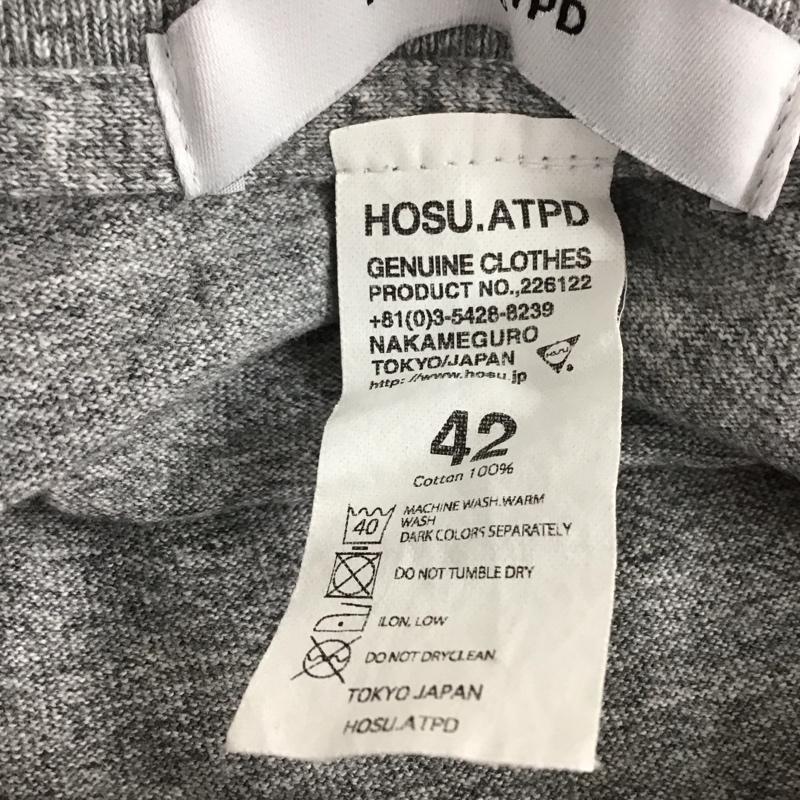 ATPD
HOSU.ATPD
GENUINE CLOTHES
PRODUCT NO.,226122
+81(0)3-5428-8239
NAKAMEGURO
TOKYO/JAPAN
HOSU
http://www.hosu.jp
42
Cotton 100%
40
MACHINE WASH.WARM
WASH
DARK COLORS SEPARATELY
DO NOT TUMBLE DRY
ILON, LOW
DO NOT DRYCLEAN
TOKYO JAPAN
HOSU.ATPD